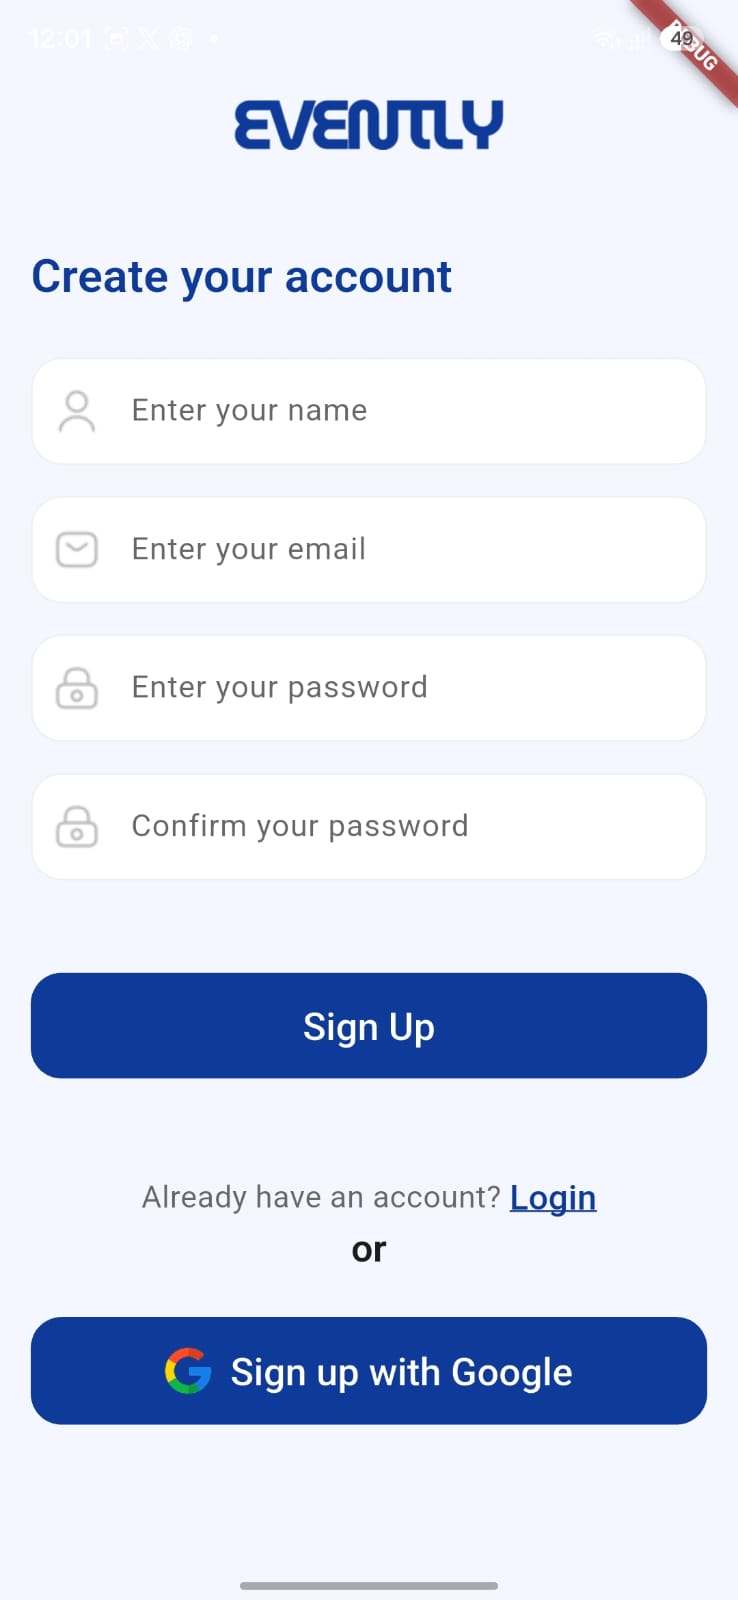 12:01
49
DEBUG
EVENTLY
Create your account
Enter your name
Enter your email
Enter your password
Confirm your password
Sign Up
Already have an account? Login
or
Sign up with Google